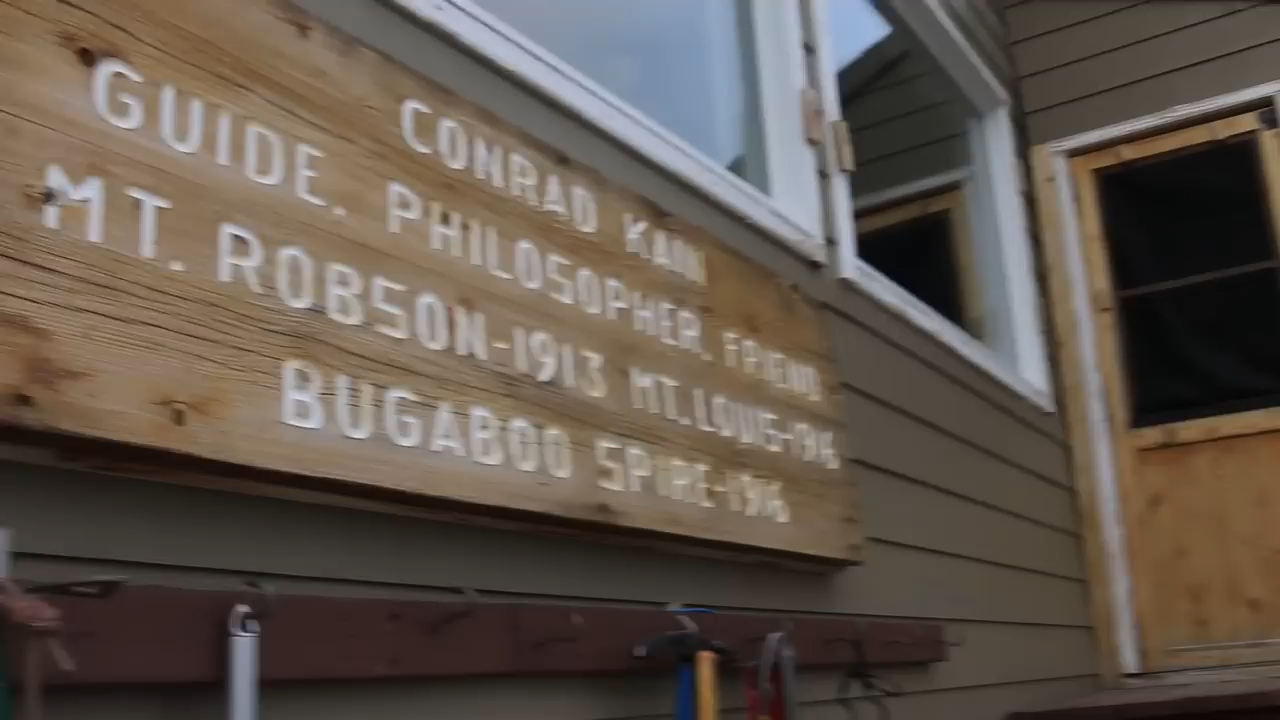 CONRAD KAIN
GUIDE. PHILOSOPHER. FRIEND
MT. ROBSON-1913 MT. LOUIS-1916
BUGABOO SPIRE-1916